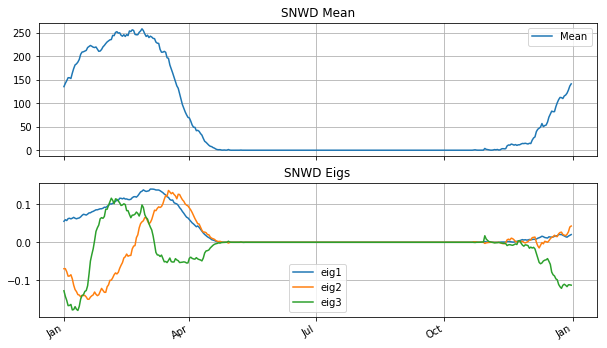 SNWD Mean
250
200
150
100
50
0
Mean
SNWD Eigs
0.1
0.0
−0.1
eig1
eig2
eig3
Jan Apr Jul Oct Jan